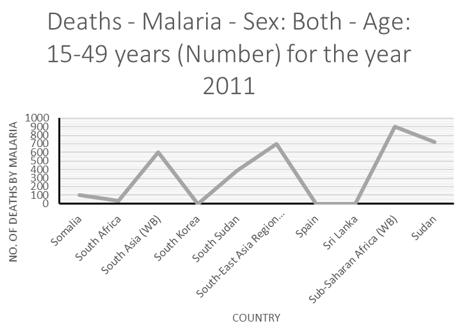 Deaths - Malaria - Sex: Both - Age:
15-49 years (Number) for the year
2011
NO. OF DEATHS BY MALARIA
1000
900
800
700
600
500
400
300
200
100
0
Somalia
South Africa
South Asia (WB)
South Korea
South Sudan
South-East Asia Region...
Spain
Sri Lanka
Sub-Saharan Africa (WB)
Sudan
COUNTRY